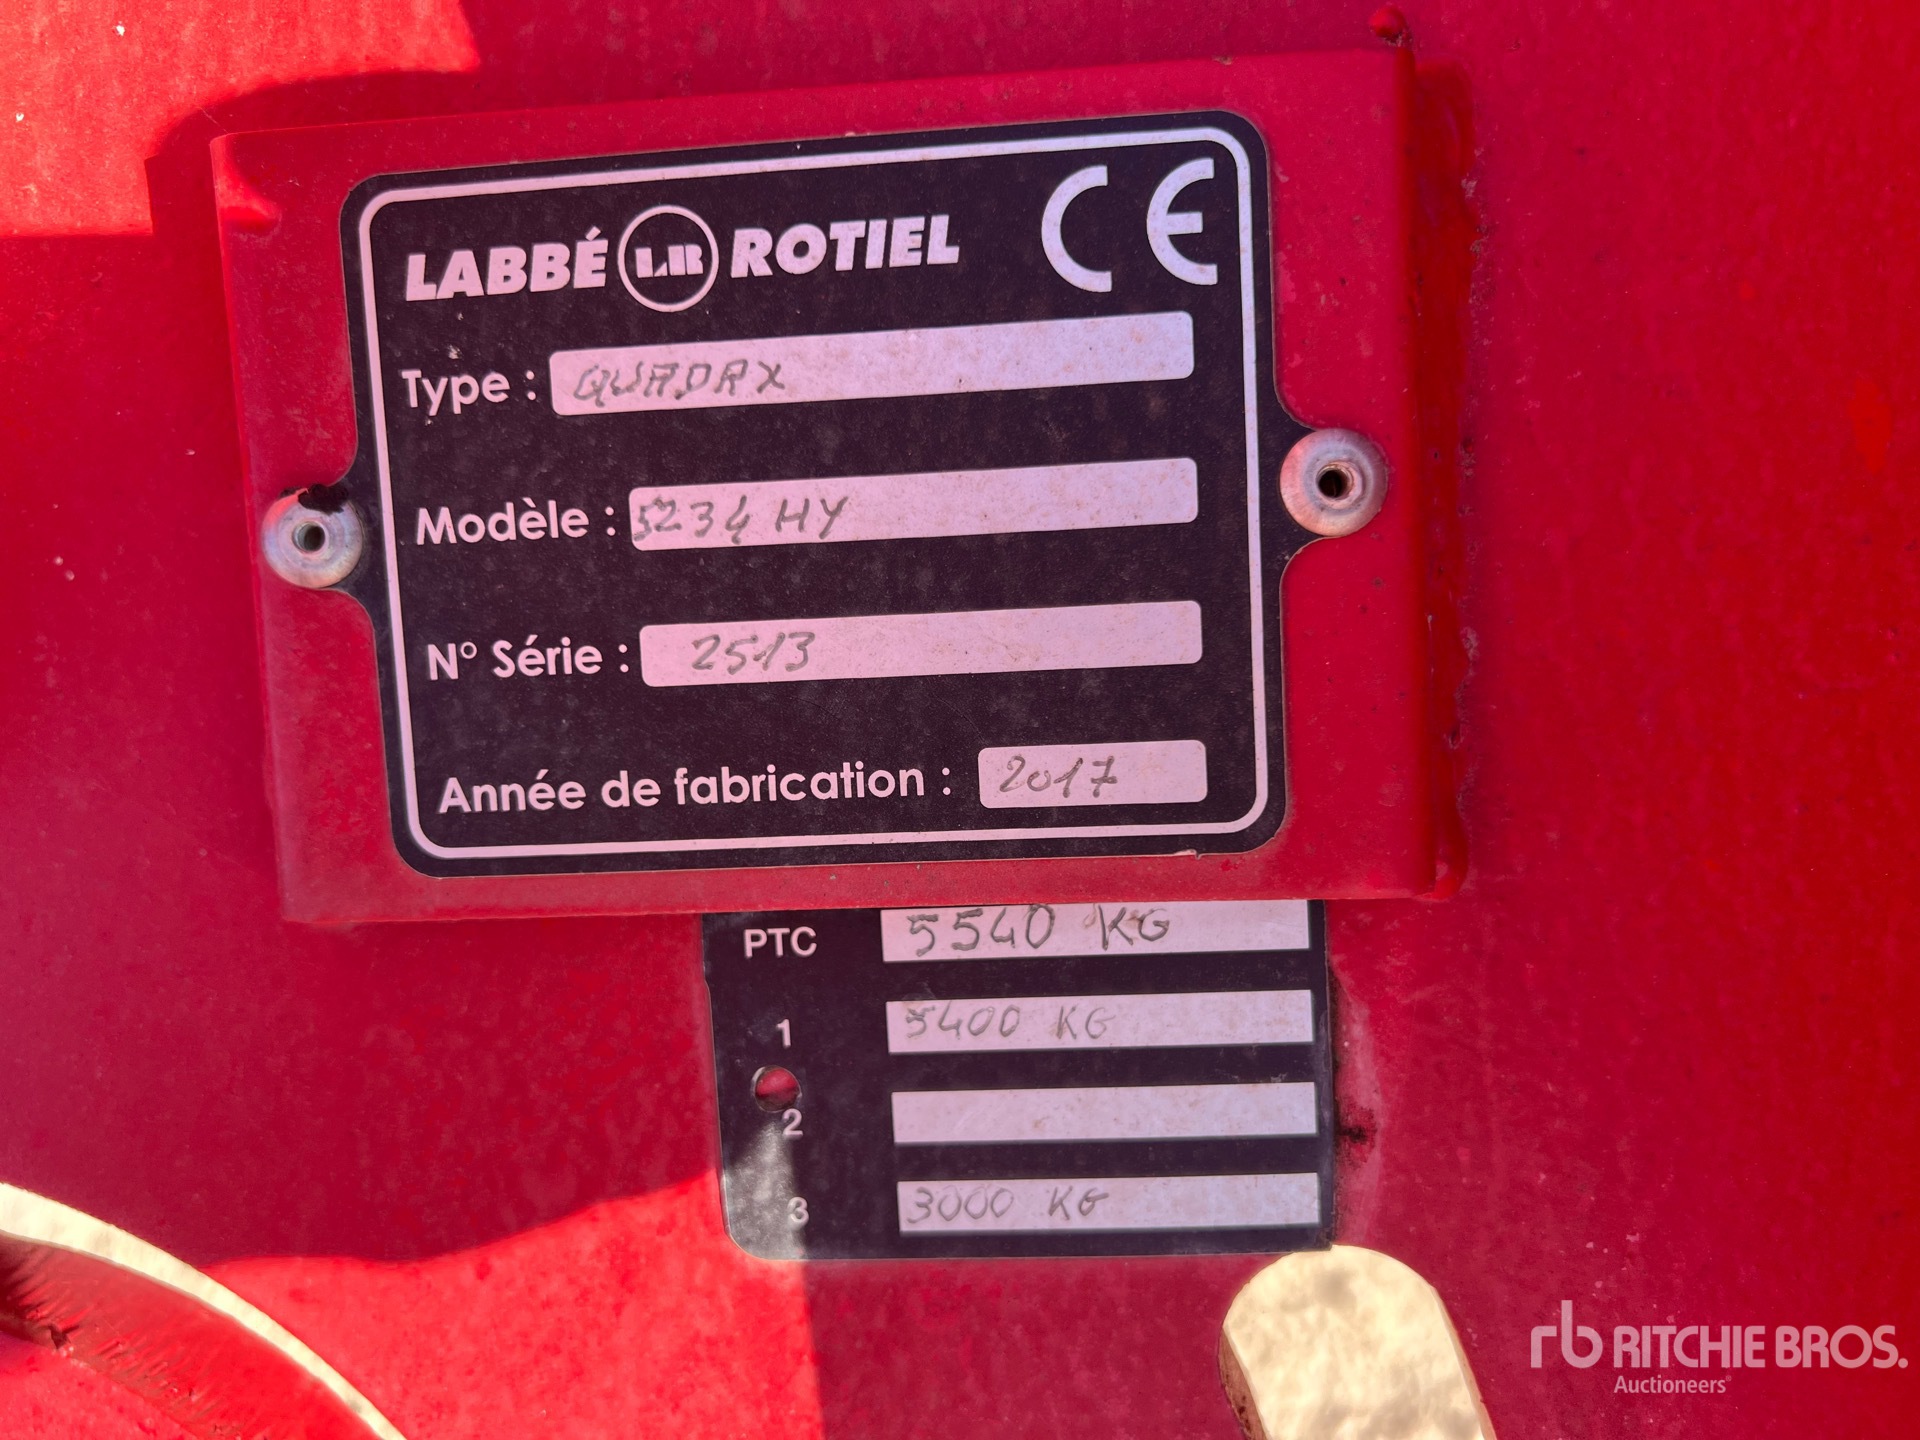 LABBÉ LR ROTIEL CE
Type : QUADRX
Modèle : 5234 HY
N° Série : 2513
Année de fabrication : 2017
PTC 5540 KG
1 5400 KG
2
3 3000 KG
rb RITCHIE BROS.
Auctioneers